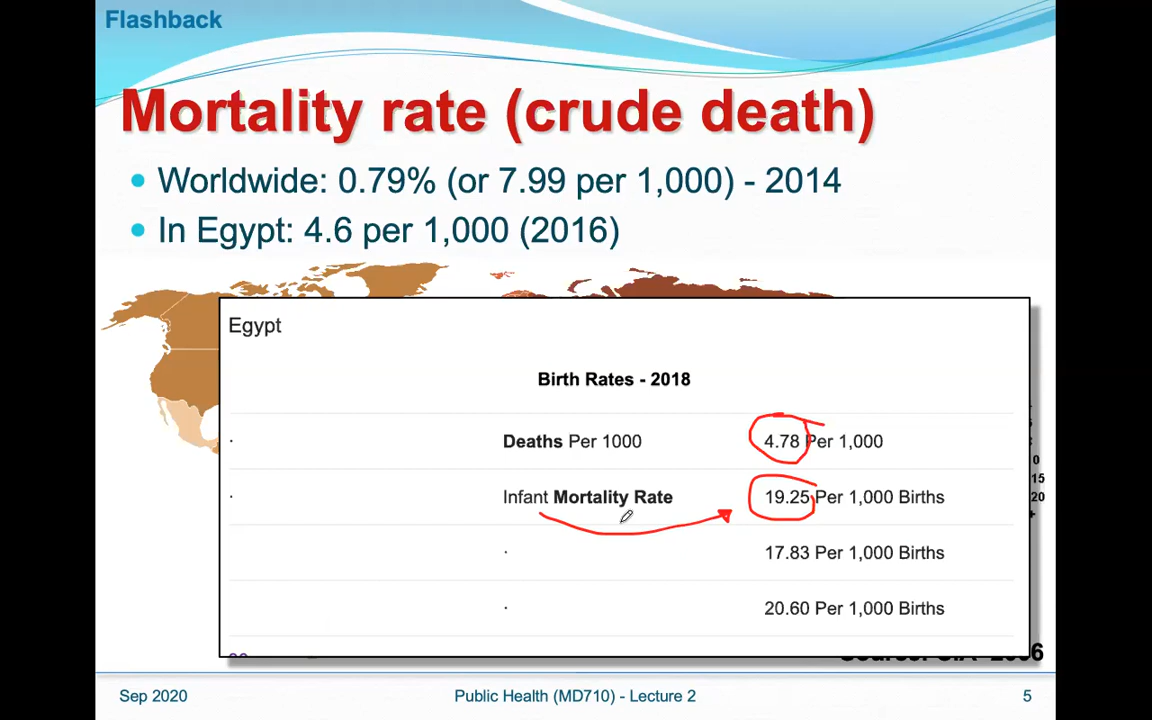 Flashback
Mortality rate (crude death)
• Worldwide: 0.79% (or 7.99 per 1,000) - 2014
• In Egypt: 4.6 per 1,000 (2016)
Egypt
Birth Rates - 2018
Deaths Per 1000 4.78 Per 1,000
Infant Mortality Rate 19.25 Per 1,000 Births
17.83 Per 1,000 Births
20.60 Per 1,000 Births
0
15
20
Sep 2020 Public Health (MD710) - Lecture 2 5